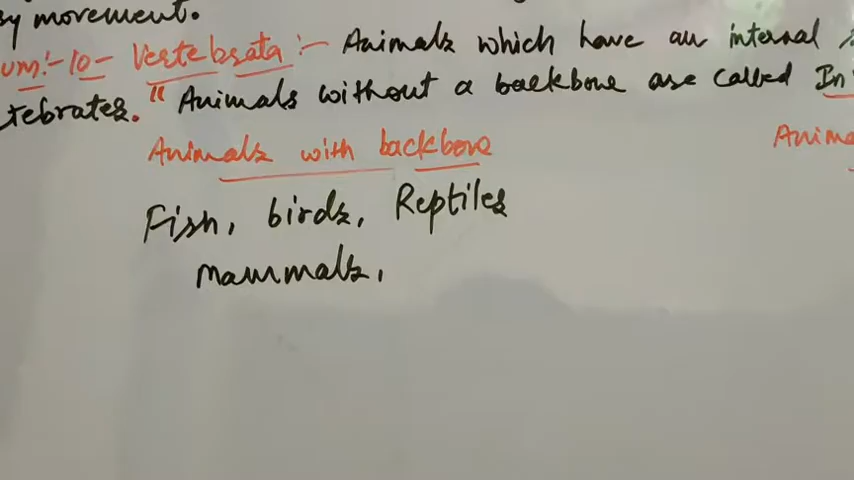 by movement.
um:- 10- Vertebrata :- Animals which have an internal s
tebrates. " Animals without a backbone are called In
Animals with backbone Anima
Fish, birds, Reptiles
mammals,